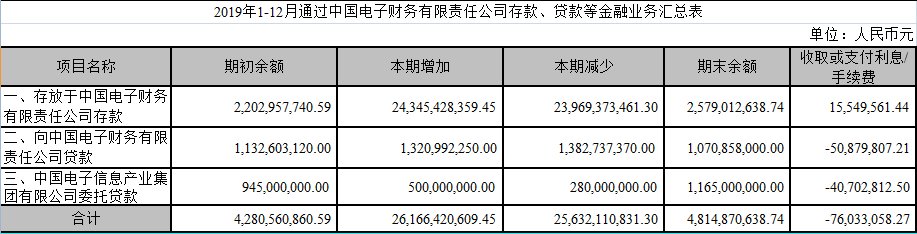 2019年1-12月通过中国电子财务有限责任公司存款、贷款等金融业务汇总表
单位：人民币元
项目名称 期初余额 本期增加 本期减少 期末余额 收取或支付利息/
手续费
一、存放于中国电子财务
有限责任公司存款 2,202,957,740.59 24,345,428,359.45 23,969,373,461.30 2,579,012,638.74 15,549,561.44
二、向中国电子财务有限
责任公司贷款 1,132,603,120.00 1,320,992,250.00 1,382,737,370.00 1,070,858,000.00 -50,879,807.21
三、中国电子信息产业集
团有限公司委托贷款 945,000,000.00 500,000,000.00 280,000,000.00 1,165,000,000.00 -40,702,812.50
合计 4,280,560,860.59 26,166,420,609.45 25,632,110,831.30 4,814,870,638.74 -76,033,058.27